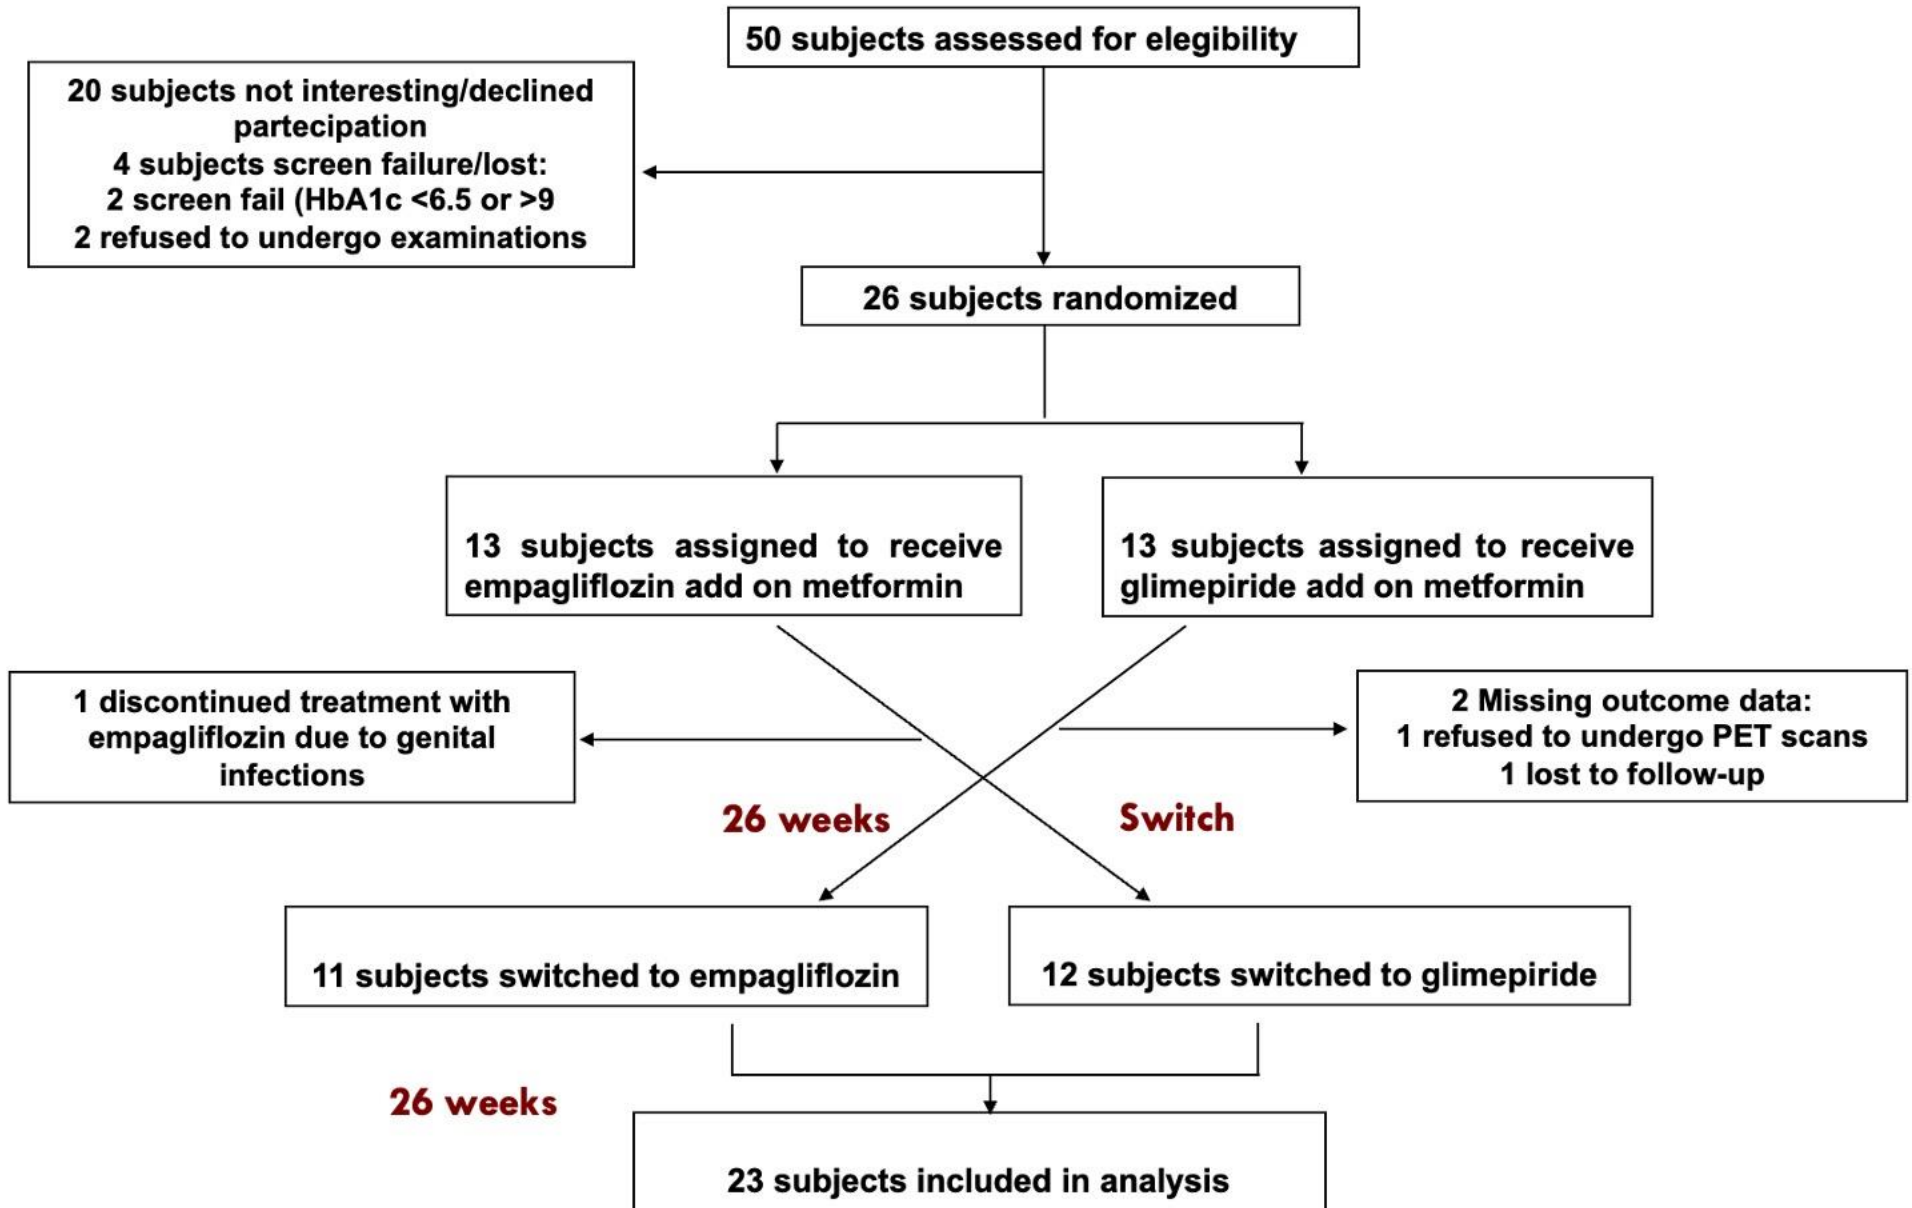 50 subjects assessed for elegibility
20 subjects not interesting/declined
partecipation
4 subjects screen failure/lost:
2 screen fail (HbA1c <6.5 or >9
2 refused to undergo examinations
26 subjects randomized
13 subjects assigned to receive
empagliflozin add on metformin
13 subjects assigned to receive
glimepiride add on metformin
1 discontinued treatment with
empagliflozin due to genital
infections
2 Missing outcome data:
1 refused to undergo PET scans
1 lost to follow-up
26 weeks
Switch
11 subjects switched to empagliflozin
12 subjects switched to glimepiride
26 weeks
23 subjects included in analysis